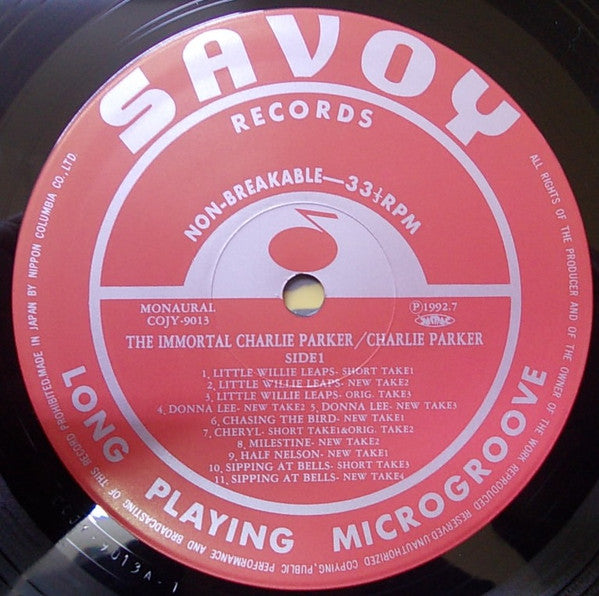 SAVOY
RECORDS
NON-BREAKABLE—33⅓RPM
MONAURAL
COJY-9013
Ⓟ1992.7
THE IMMORTAL CHARLIE PARKER/CHARLIE PARKER
SIDE1
1, LITTLE WILLIE LEAPS- SHORT TAKE1
2, LITTLE WILLIE LEAPS- NEW TAKE2
3, LITTLE WILLIE LEAPS- ORIG. TAKE3
4, DONNA LEE- NEW TAKE2 5, DONNA LEE- NEW TAKE3
6, CHASING THE BIRD- NEW TAKE1
7, CHERYL- SHORT TAKE1&ORIG. TAKE2
8, MILESTINE- NEW TAKE2
9, HALF NELSON- NEW TAKE1
10, SIPPING AT BELLS- SHORT TAKE3
11, SIPPING AT BELLS- NEW TAKE4
LONG PLAYING MICROGROOVE
ALL RIGHTS OF THE PRODUCER AND OF THE OWNER OF THE WORK REPRODUCED RESERVED UNAUTHORIZED COPYING, PUBLIC PERFORMANCE AND BROADCASTING OF THIS RECORD PROHIBITED·MADE IN JAPAN BY NIPPON COLUMBIA CO., LTD.
9013A-1